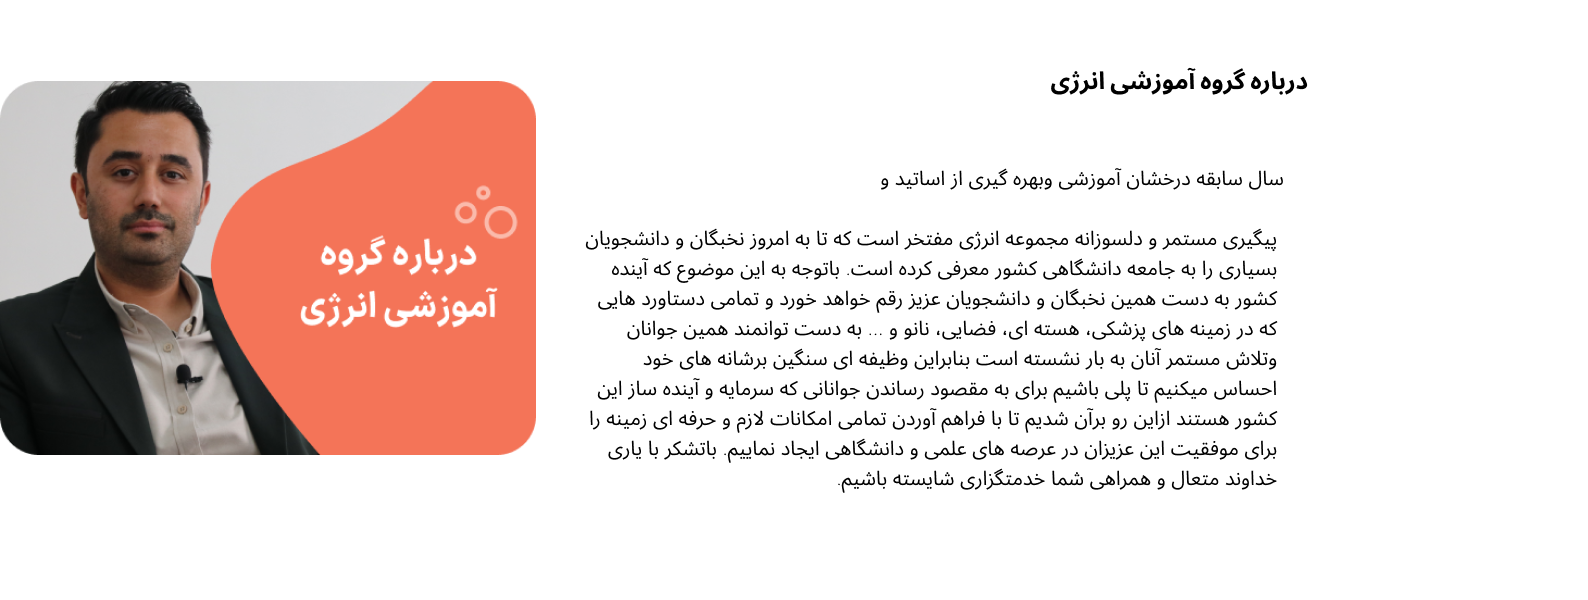 درباره گروه آموزشی انرژی
سال سابقه درخشان آموزشی وبهره گیری از اساتید و
پیگیری مستمر و دلسوزانه مجموعه انرژی مفتخر است که تا به امروز نخبگان و دانشجویان
بسیاری را به جامعه دانشگاهی کشور معرفی کرده است. باتوجه به این موضوع که آینده
کشور به دست همین نخبگان و دانشجویان عزیز رقم خواهد خورد و تمامی دستاورد هایی
که در زمینه های پزشکی، هسته ای، فضایی، نانو و ... به دست توانمند همین جوانان
وتلاش مستمر آنان به بار نشسته است بنابراین وظیفه ای سنگین برشانه های خود
احساس میکنیم تا پلی باشیم برای به مقصود رساندن جوانانی که سرمایه و آینده ساز این
کشور هستند ازاین رو برآن شدیم تا با فراهم آوردن تمامی امکانات لازم و حرفه ای زمینه را
برای موفقیت این عزیزان در عرصه های علمی و دانشگاهی ایجاد نماییم. باتشکر با یاری
خداوند متعال و همراهی شما خدمتگزاری شایسته باشیم.
درباره گروه
آموزشی انرژی